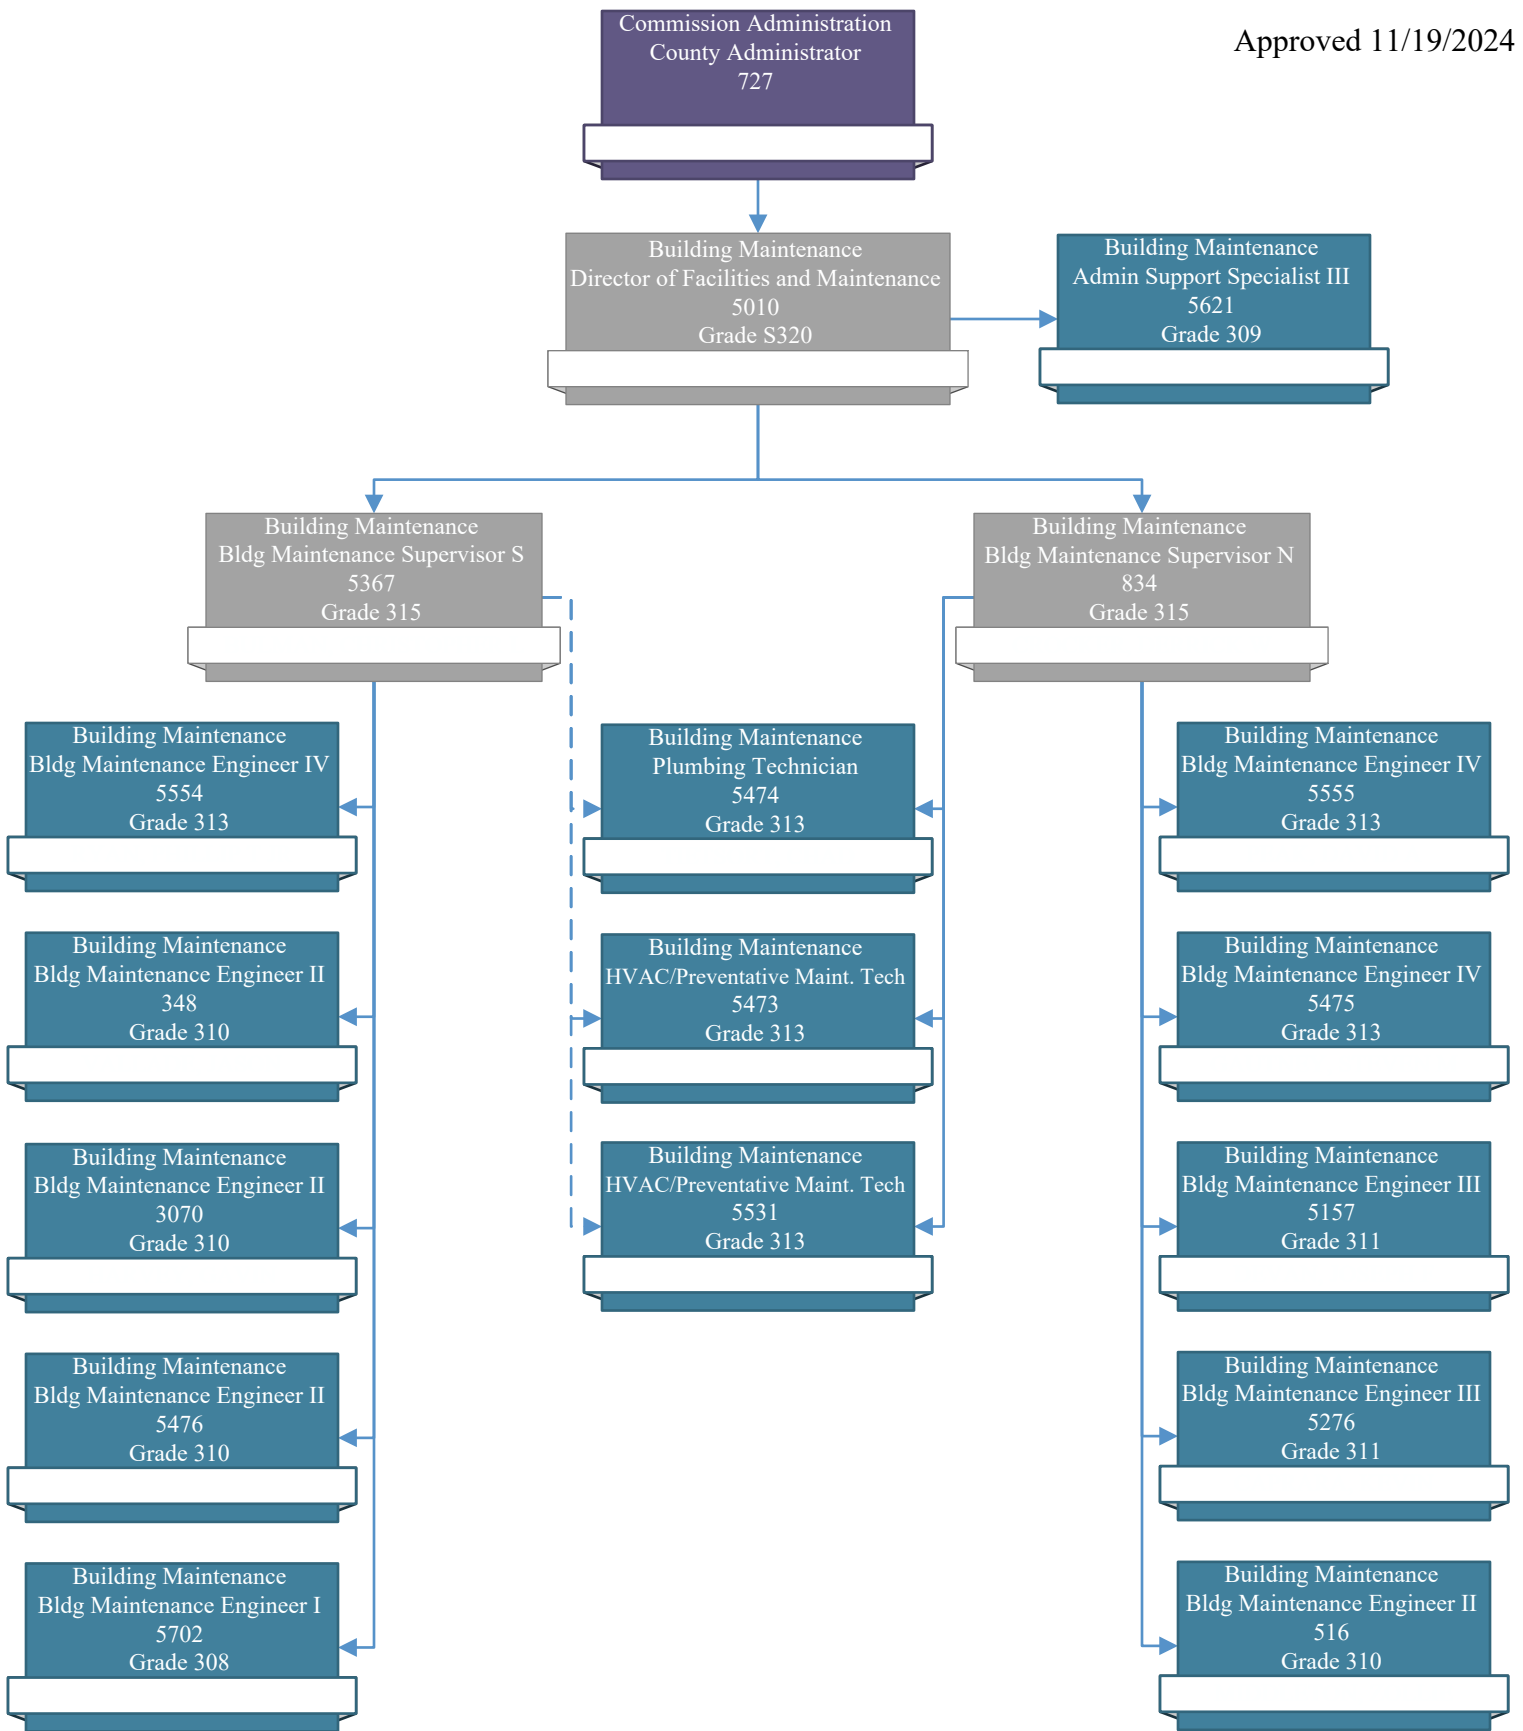 Commission Administration
County Administrator
727
Approved 11/19/2024
Building Maintenance
Director of Facilities and Maintenance
5010
Grade S320
Building Maintenance
Admin Support Specialist III
5621
Grade 309
Building Maintenance
Bldg Maintenance Supervisor S
5367
Grade 315
Building Maintenance
Bldg Maintenance Supervisor N
834
Grade 315
Building Maintenance
Bldg Maintenance Engineer IV
5554
Grade 313
Building Maintenance
Plumbing Technician
5474
Grade 313
Building Maintenance
Bldg Maintenance Engineer IV
5555
Grade 313
Building Maintenance
Bldg Maintenance Engineer II
348
Grade 310
Building Maintenance
HVAC/Preventative Maint. Tech
5473
Grade 313
Building Maintenance
Bldg Maintenance Engineer IV
5475
Grade 313
Building Maintenance
Bldg Maintenance Engineer II
3070
Grade 310
Building Maintenance
HVAC/Preventative Maint. Tech
5531
Grade 313
Building Maintenance
Bldg Maintenance Engineer III
5157
Grade 311
Building Maintenance
Bldg Maintenance Engineer II
5476
Grade 310
Building Maintenance
Bldg Maintenance Engineer III
5276
Grade 311
Building Maintenance
Bldg Maintenance Engineer I
5702
Grade 308
Building Maintenance
Bldg Maintenance Engineer II
516
Grade 310